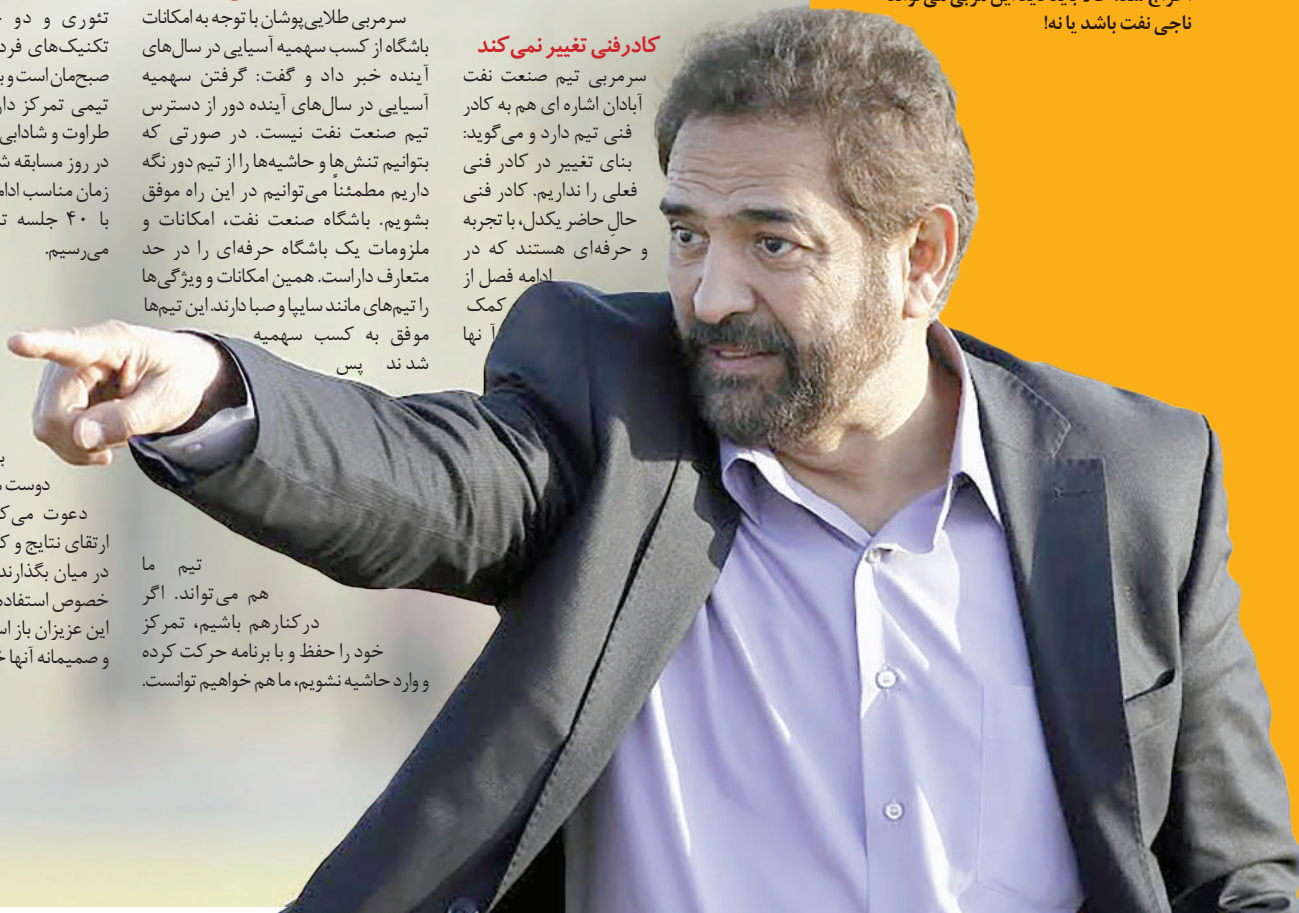 ناجی نفت باشد یا نه!
کادرفنی تغییر نمی‌کند
سرمربی تیم صنعت نفت
آبادان اشاره ای هم به کادر
فنی تیم دارد و می‌گوید:
بنای تغییر در کادر فنی
فعلی را نداریم. کادر فنی
حالِ حاضر یکدل، با تجربه
و حرفه‌ای هستند که در
ادامه فصل از
کمک
آ نها
سرمربی طلایی‌پوشان با توجه به امکانات
باشگاه از کسب سهمیه آسیایی در سال‌های
آینده خبر داد و گفت: گرفتن سهمیه
آسیایی در سال‌های آینده دور از دسترس
تیم صنعت نفت نیست. در صورتی که
بتوانیم تنش‌ها و حاشیه‌ها را از تیم دور نگه
داریم مطمئناً می‌توانیم در این راه موفق
بشویم. باشگاه صنعت نفت، امکانات و
ملزومات یک باشگاه حرفه‌ای را در حد
متعارف داراست. همین امکانات و ویژگی‌ها
را تیم‌های مانند سایپا و صبا دارند. این تیم‌ها
موفق به کسب سهمیه
شد ند پس
تیم ما
هم می‌تواند. اگر
درکنارهم باشیم، تمرکز
خود را حفظ و با برنامه حرکت کرده
و وارد حاشیه نشویم، ما هم خواهیم توانست.
تئوری و دو
تکنیک‌های فرد
صبح‌مان است و ب
تیمی تمرکز دار
طراوت و شادابی
در روز مسابقه ش
زمان مناسب ادام
با ۴۰ جلسه ت
می‌رسیم.
ب
دوست
دعوت می‌ک
ارتقای نتایج و ک
در میان بگذارند
خصوص استفاده
این عزیزان باز اس
و صمیمانه آنها خ